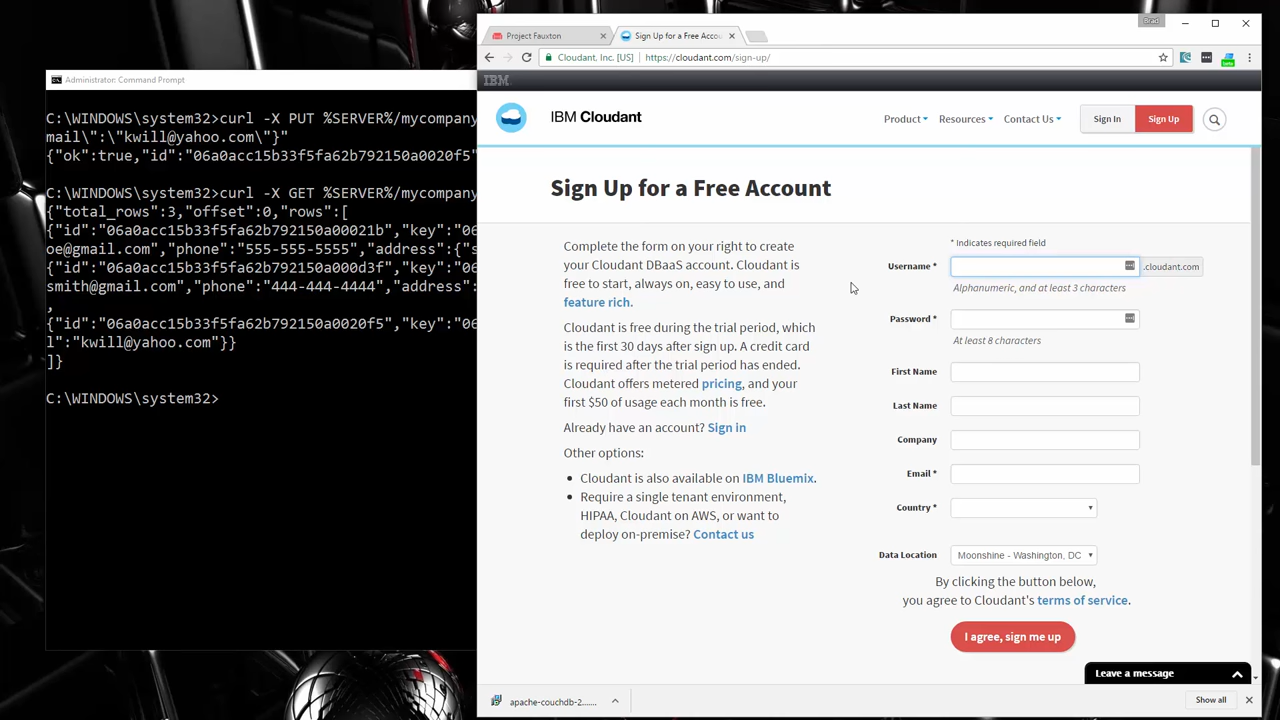 Administrator: Command Prompt
C:\WINDOWS\system32>curl -X PUT %SERVER%/mycompany
mail\":\"kwill@yahoo.com\"}"
{"ok":true,"id":"06a0acc15b33f5fa62b792150a0020f5"
C:\WINDOWS\system32>curl -X GET %SERVER%/mycompany
{"total_rows":3,"offset":0,"rows":[
{"id":"06a0acc15b33f5fa62b792150a00021b","key":"06
oe@gmail.com","phone":"555-555-5555","address":{"s
{"id":"06a0acc15b33f5fa62b792150a000d3f","key":"06
smith@gmail.com","phone":"444-444-4444","address":
,
{"id":"06a0acc15b33f5fa62b792150a0020f5","key":"06
l":"kwill@yahoo.com"}}
]}
C:\WINDOWS\system32>
Brad
Project Fauxton
Sign Up for a Free Accou
Cloudant, Inc. [US]
https://cloudant.com/sign-up/
IBM
IBM Cloudant
Product
Resources
Contact Us
Sign In
Sign Up
Sign Up for a Free Account
Complete the form on your right to create
your Cloudant DBaaS account. Cloudant is
free to start, always on, easy to use, and
feature rich.
Cloudant is free during the trial period, which
is the first 30 days after sign up. A credit card
is required after the trial period has ended.
Cloudant offers metered pricing, and your
first $50 of usage each month is free.
Already have an account? Sign in
Other options:
• Cloudant is also available on IBM Bluemix.
• Require a single tenant environment,
HIPAA, Cloudant on AWS, or want to
deploy on-premise? Contact us
* Indicates required field
Username *
.cloudant.com
Alphanumeric, and at least 3 characters
Password *
At least 8 characters
First Name
Last Name
Company
Email *
Country *
Data Location
Moonshine - Washington, DC
By clicking the button below,
you agree to Cloudant's terms of service.
I agree, sign me up
Leave a message
apache-couchdb-2.......
Show all